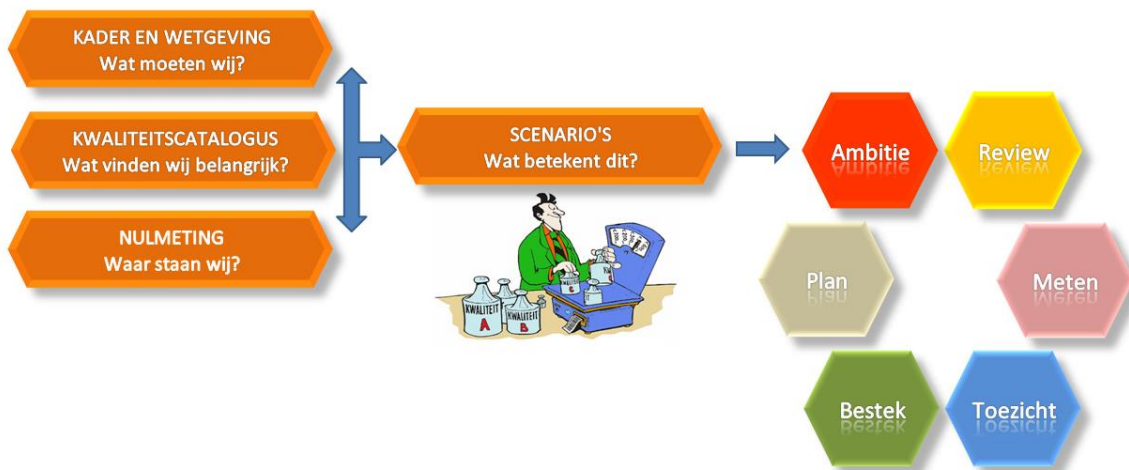 KADER EN WETGEVING
Wat moeten wij?
KWALITEITSCATALOGUS
Wat vinden wij belangrijk?
NULMETING
Waar staan wij?
SCENARIO'S
Wat betekent dit?
KWALITEIT
A
KWALITEIT
B
C
Ambitie
Review
Plan
Meten
Bestek
Toezicht